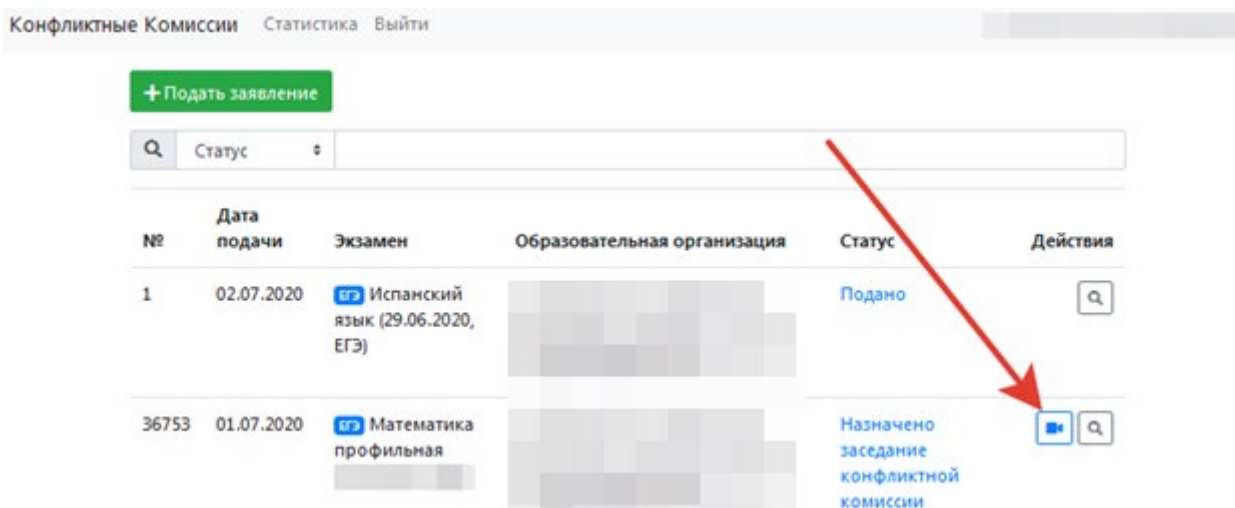 Конфликтные Комиссии Статистика Выйти
+ Подать заявление
Статус
Дата
№ подачи Экзамен Образовательная организация Статус Действия
1 02.07.2020 ЕГЭ Испанский Подано
язык (29.06.2020,
ЕГЭ)
36753 01.07.2020 ЕГЭ Математика Назначено
профильная заседание
конфликтной
комиссии